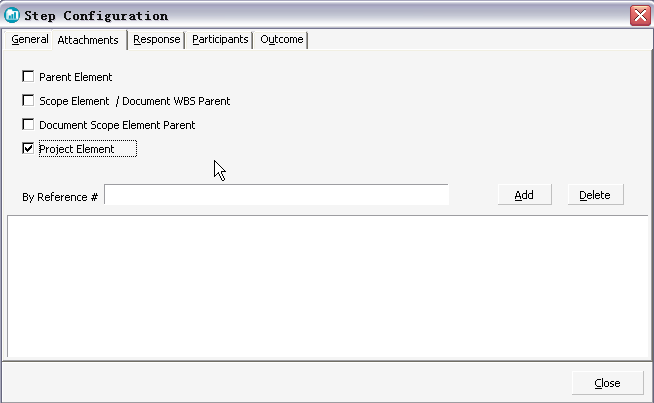 Step Configuration
General Attachments Response Participants Outcome
Parent Element
Scope Element / Document WBS Parent
Document Scope Element Parent
Project Element
By Reference # Add Delete
Close